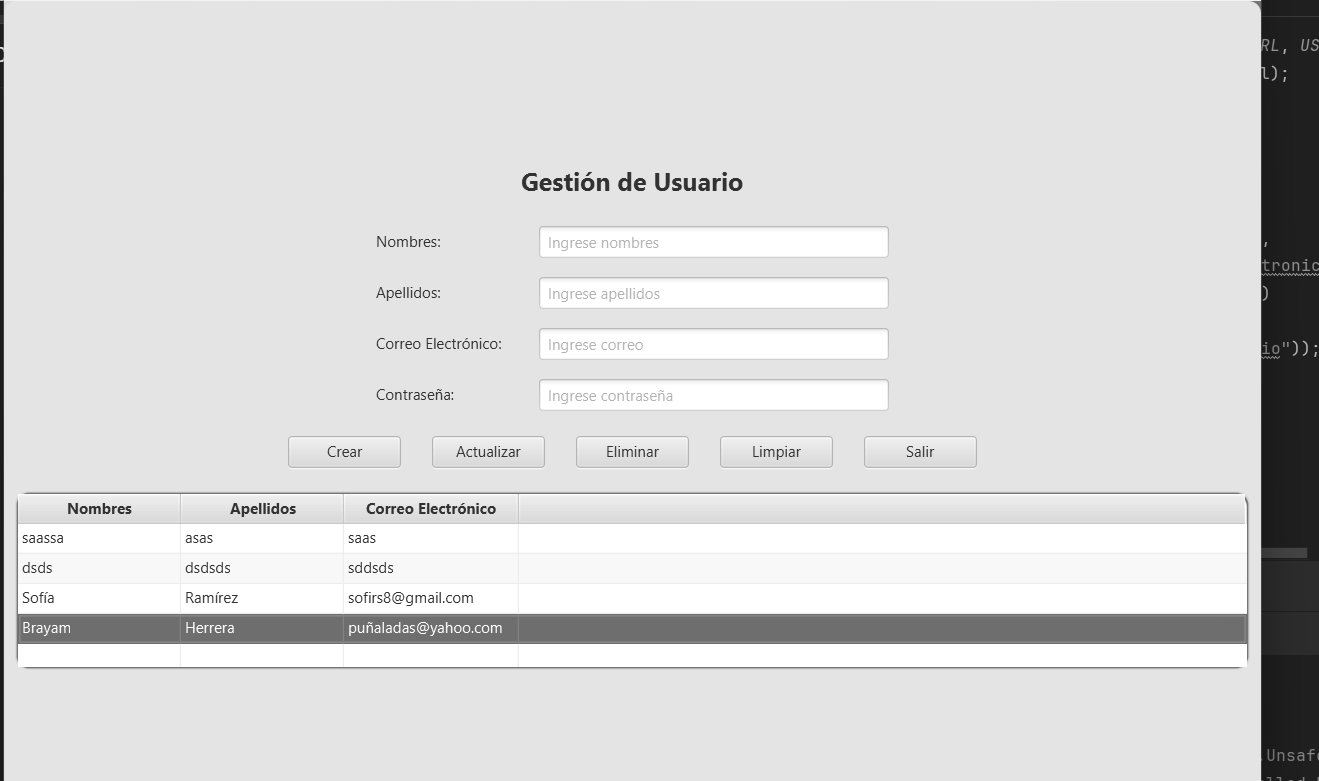 RL, US
l);
Gestión de Usuario
Nombres: Ingrese nombres
,
tronic
Apellidos: Ingrese apellidos
)
Correo Electrónico: Ingrese correo
io"));
Contraseña: Ingrese contraseña
Crear Actualizar Eliminar Limpiar Salir
Nombres Apellidos Correo Electrónico
saassa asas saas
dsds dsdsds sddsds
Sofía Ramírez sofirs8@gmail.com
Brayam Herrera puñaladas@yahoo.com
.Unsafe